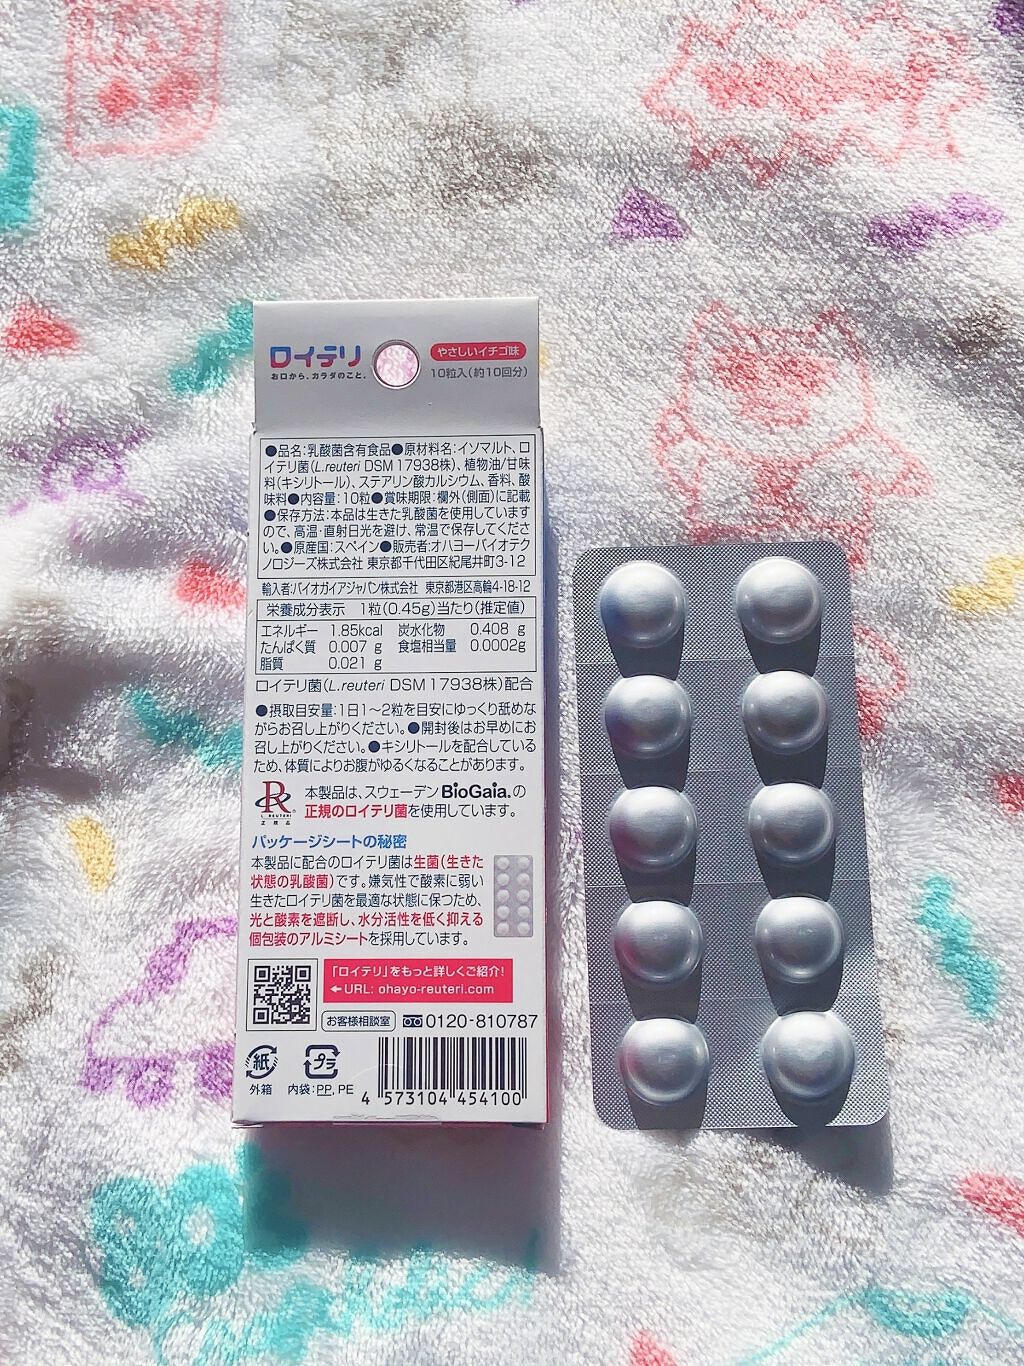 ロイテリ
お口から、カラダのこと。
やさしいイチゴ味
10粒入(約10回分)
●品名:乳酸菌含有食品●原材料名:イソマルト、ロ
イテリ菌(L.reuteri DSM 17938株)、植物油/甘味
料(キシリトール)、ステアリン酸カルシウム、香料、酸
味料●内容量:10粒●賞味期限:欄外(側面)に記載
●保存方法:本品は生きた乳酸菌を使用しています
ので、高温・直射日光を避け、常温で保存してくださ
い。●原産国:スペイン●販売者:オハヨーバイオテク
ノロジーズ株式会社 東京都千代田区紀尾井町3-12
輸入者:バイオガイアジャパン株式会社 東京都港区高輪4-18-12
栄養成分表示 1粒(0.45g)当たり(推定値)
エネルギー 1.85kcal 炭水化物 0.408 g
たんぱく質 0.007 g 食塩相当量 0.0002g
脂質 0.021 g
ロイテリ菌(L.reuteri DSM 17938株)配合
●摂取目安量:1日1～2粒を目安にゆっくり舐めな
がらお召し上がりください。●開封後はお早めにお
召し上がりください。●キシリトールを配合している
ため、体質によりお腹がゆるくなることがあります。
R
L. REUTERI
正規品
本製品は、スウェーデン BioGaia.の
正規のロイテリ菌を使用しています。
パッケージシートの秘密
本製品に配合のロイテリ菌は生菌(生きた
状態の乳酸菌)です。嫌気性で酸素に弱い
生きたロイテリ菌を最適な状態に保つため、
光と酸素を遮断し、水分活性を低く抑える
個包装のアルミシートを採用しています。
「ロイテリ」をもっと詳しくご紹介!
←URL: ohayo-reuteri.com
お客様相談室 0120-810787
紙
外箱
プラ
内袋:PP, PE
4 573104 454100